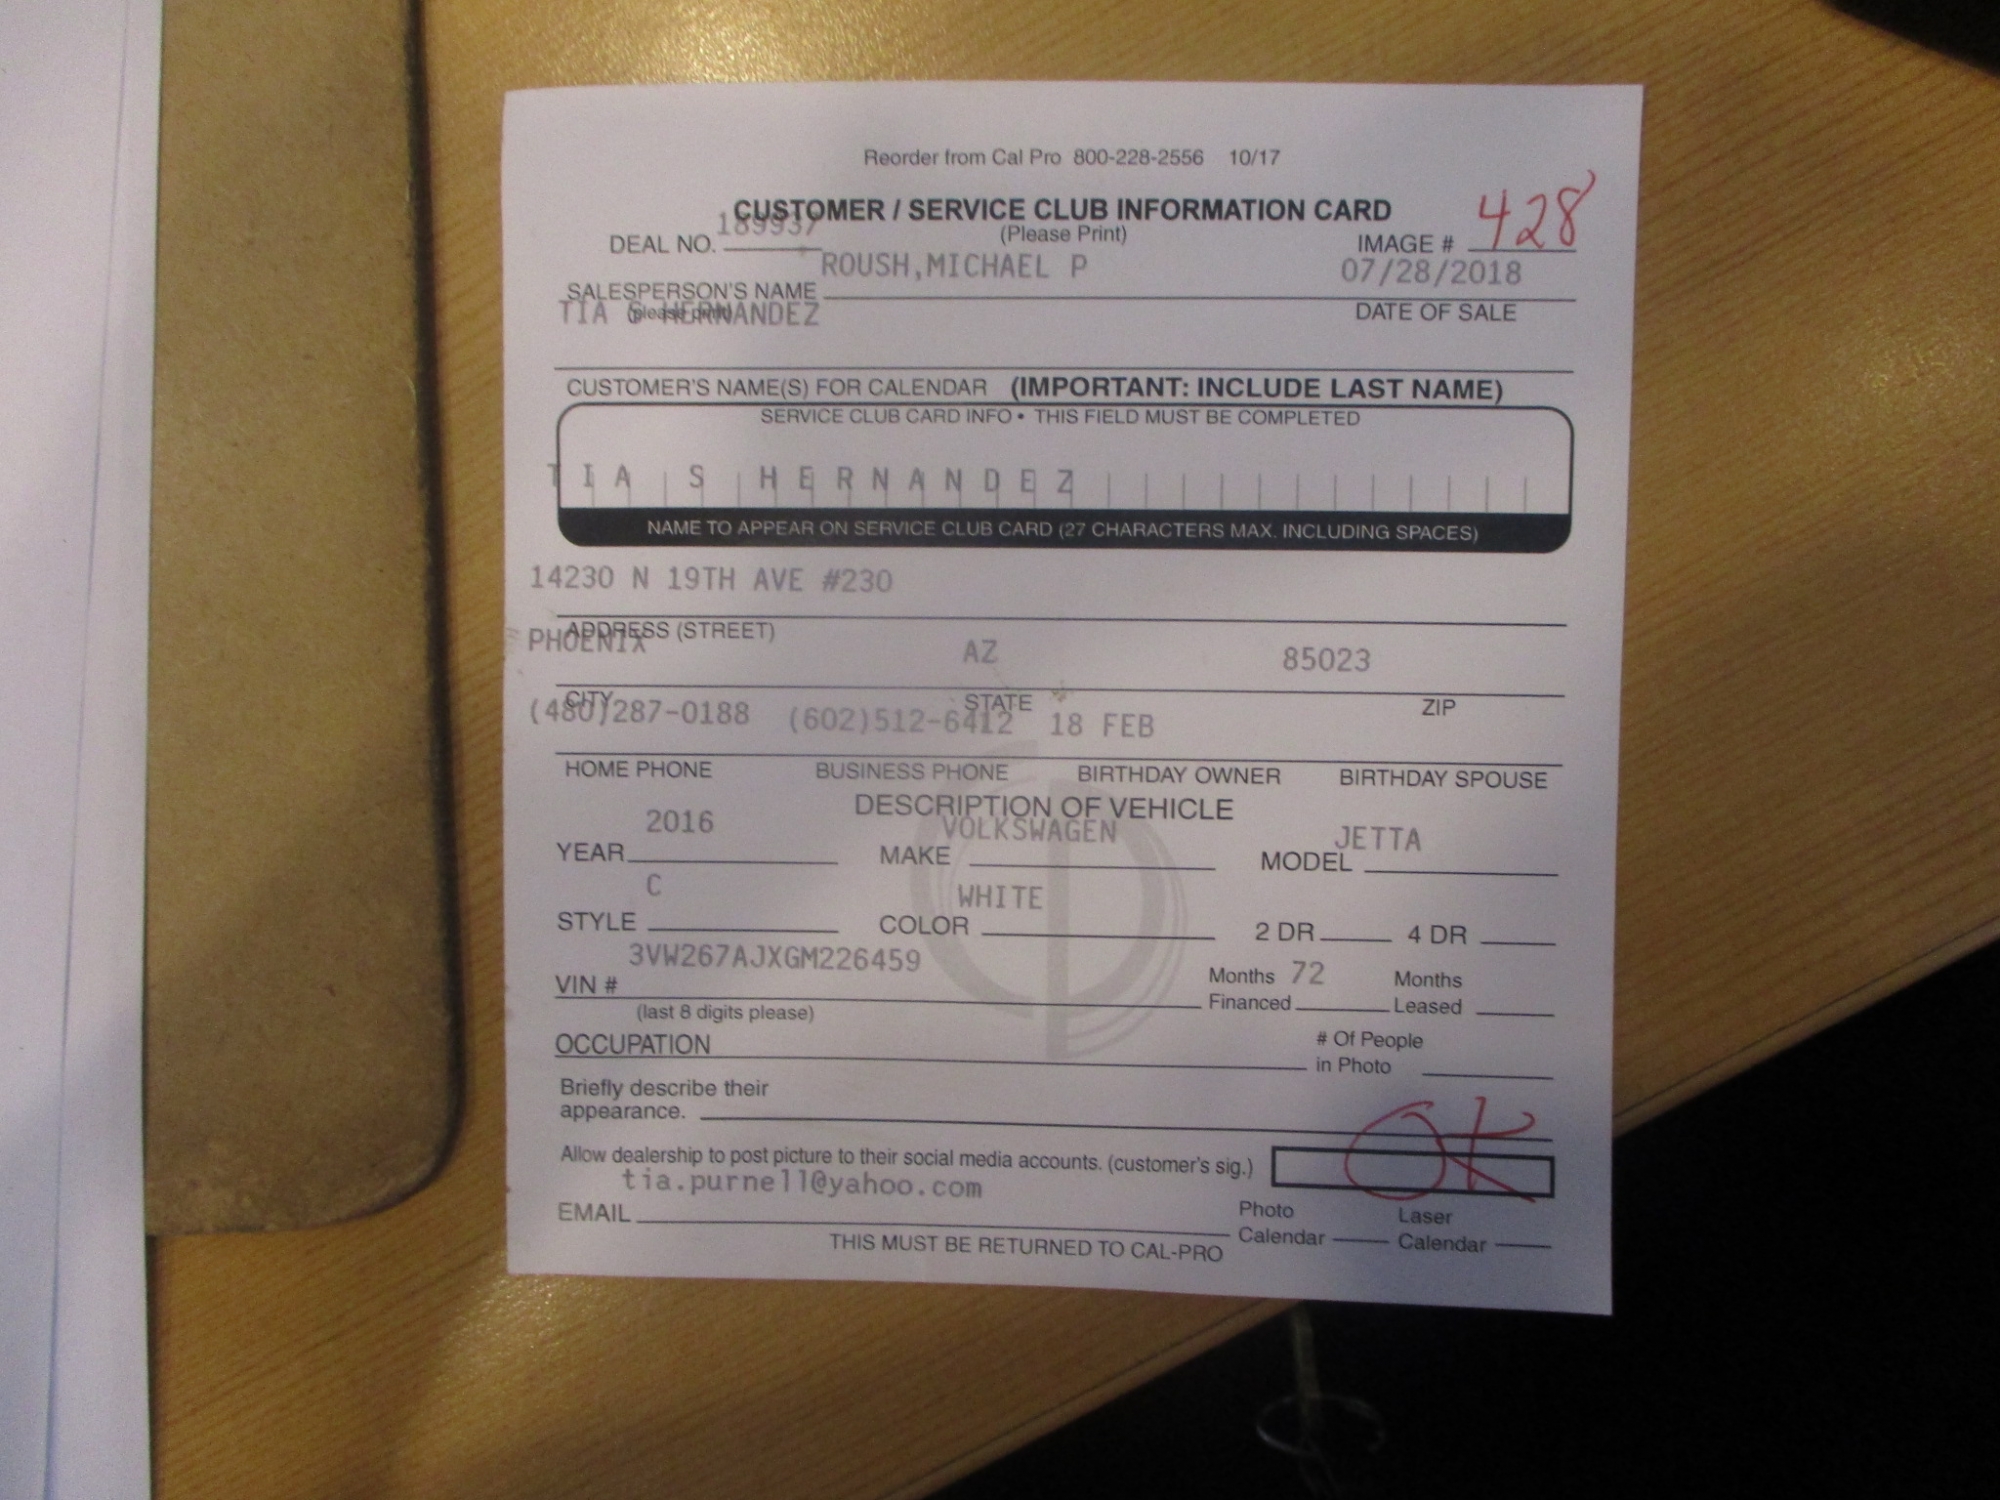 Reorder from Cal Pro 800-228-2556 10/17
CUSTOMER / SERVICE CLUB INFORMATION CARD
(Please Print)
DEAL NO. 189937
IMAGE # 428
ROUSH,MICHAEL P 07/28/2018
SALESPERSON'S NAME
(please print)
DATE OF SALE
TIA S HERNANDEZ
CUSTOMER'S NAME(S) FOR CALENDAR (IMPORTANT: INCLUDE LAST NAME)
SERVICE CLUB CARD INFO • THIS FIELD MUST BE COMPLETED
TIA S HERNANDEZ
NAME TO APPEAR ON SERVICE CLUB CARD (27 CHARACTERS MAX. INCLUDING SPACES)
14230 N 19TH AVE #230
ADDRESS (STREET)
PHOENIX AZ 85023
CITY STATE ZIP
(480)287-0188 (602)512-6412 18 FEB
HOME PHONE BUSINESS PHONE BIRTHDAY OWNER BIRTHDAY SPOUSE
DESCRIPTION OF VEHICLE
YEAR 2016 MAKE VOLKSWAGEN MODEL JETTA
STYLE C COLOR WHITE 2 DR 4 DR
VIN # 3VW267AJXGM226459
(last 8 digits please)
Months Financed 72 Months Leased
OCCUPATION
# Of People in Photo
Briefly describe their
appearance.
Allow dealership to post picture to their social media accounts. (customer's sig.) OK
EMAIL tia.purnell@yahoo.com
Photo Calendar Laser Calendar
THIS MUST BE RETURNED TO CAL-PRO